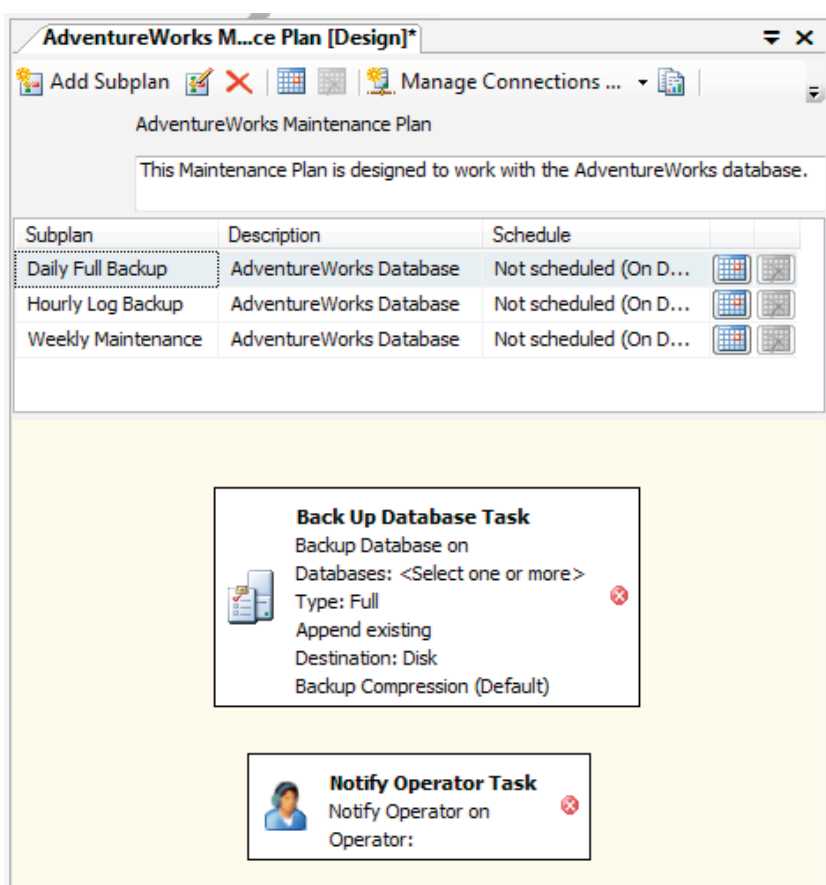 AdventureWorks M...ce Plan [Design]*
Add Subplan Manage Connections ...
AdventureWorks Maintenance Plan
This Maintenance Plan is designed to work with the AdventureWorks database.
Subplan Description Schedule
Daily Full Backup AdventureWorks Database Not scheduled (On D...
Hourly Log Backup AdventureWorks Database Not scheduled (On D...
Weekly Maintenance AdventureWorks Database Not scheduled (On D...
Back Up Database Task
Backup Database on
Databases: <Select one or more>
Type: Full
Append existing
Destination: Disk
Backup Compression (Default)
Notify Operator Task
Notify Operator on
Operator: